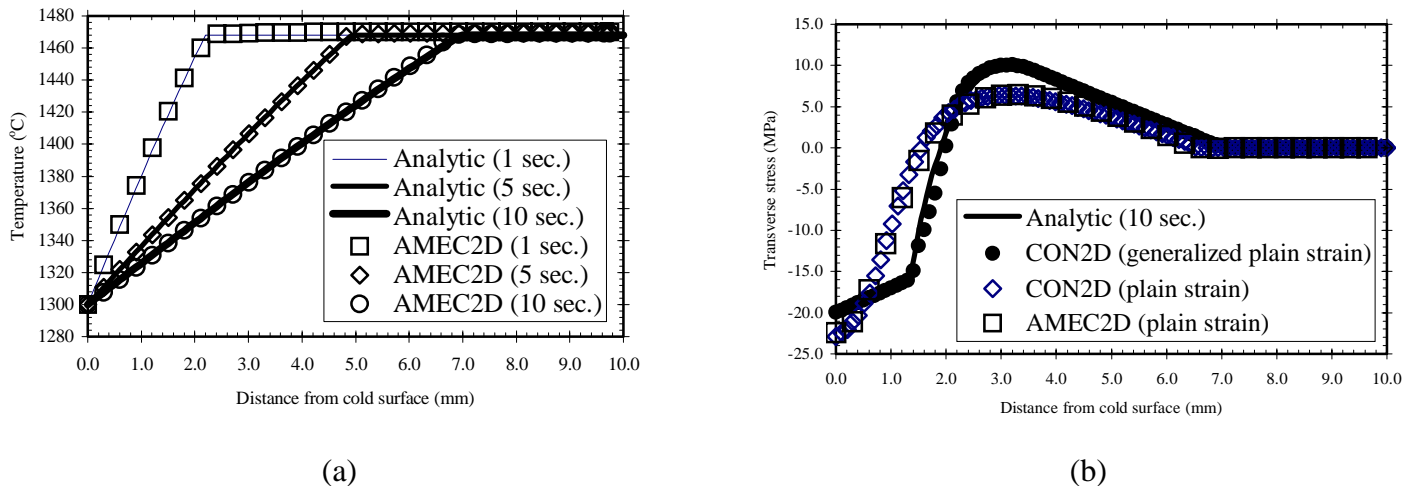 1480
1460
1440
1420
1400
1380
1360
1340
1320
1300
1280
Temperature (°C)
0.0 1.0 2.0 3.0 4.0 5.0 6.0 7.0 8.0 9.0 10.0
Distance from cold surface (mm)
Analytic (1 sec.)
Analytic (5 sec.)
Analytic (10 sec.)
AMEC2D (1 sec.)
AMEC2D (5 sec.)
AMEC2D (10 sec.)
(a)
15.0
10.0
5.0
0.0
-5.0
-10.0
-15.0
-20.0
-25.0
Transverse stress (MPa)
0.0 1.0 2.0 3.0 4.0 5.0 6.0 7.0 8.0 9.0 10.0
Distance from cold surface (mm)
Analytic (10 sec.)
CON2D (generalized plain strain)
CON2D (plain strain)
AMEC2D (plain strain)
(b)